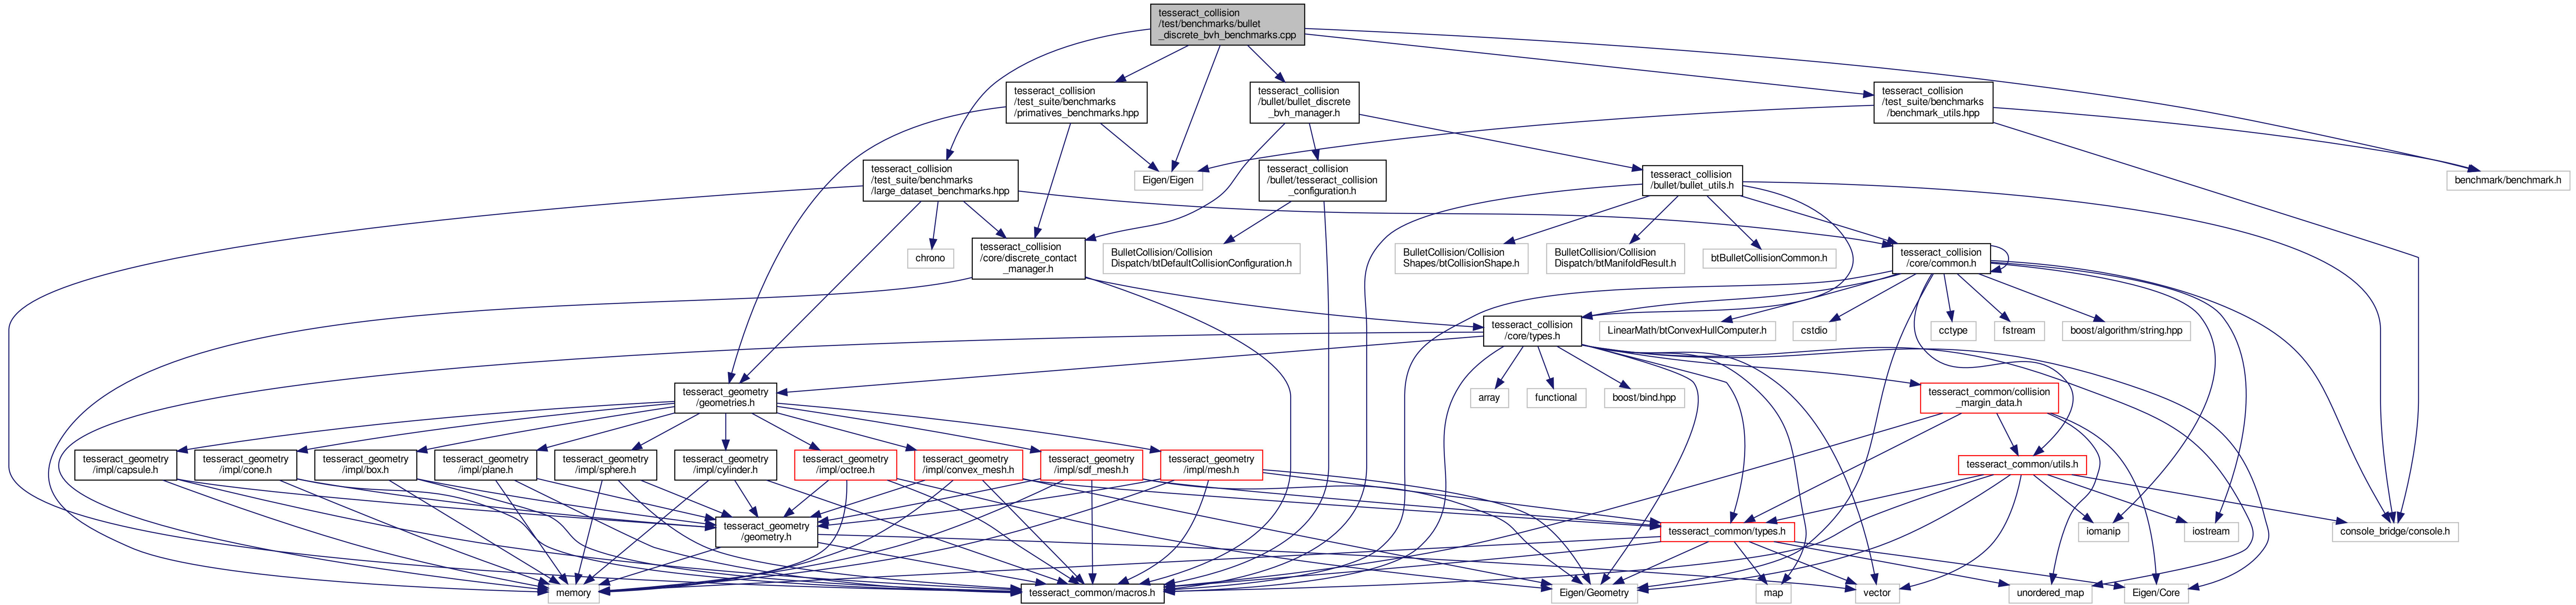 tesseract_collision
/test/benchmarks/bullet
_discrete_bvh_benchmarks.cpp
tesseract_collision
/test_suite/benchmarks
/primatives_benchmarks.hpp
tesseract_collision
/bullet/bullet_discrete
_bvh_manager.h
tesseract_collision
/test_suite/benchmarks
/benchmark_utils.hpp
tesseract_collision
/test_suite/benchmarks
/large_dataset_benchmarks.hpp
Eigen/Eigen
tesseract_collision
/bullet/tesseract_collision
_configuration.h
tesseract_collision
/bullet/bullet_utils.h
benchmark/benchmark.h
chrono
tesseract_collision
/core/discrete_contact
_manager.h
BulletCollision/Collision
Dispatch/btDefaultCollisionConfiguration.h
BulletCollision/Collision
Shapes/btCollisionShape.h
BulletCollision/Collision
Dispatch/btManifoldResult.h
btBulletCollisionCommon.h
tesseract_collision
/core/common.h
tesseract_collision
/core/types.h
LinearMath/btConvexHullComputer.h
cstdio
cctype
fstream
boost/algorithm/string.hpp
tesseract_geometry
/geometries.h
array
functional
boost/bind.hpp
tesseract_common/collision
_margin_data.h
tesseract_geometry
/impl/capsule.h
tesseract_geometry
/impl/cone.h
tesseract_geometry
/impl/box.h
tesseract_geometry
/impl/plane.h
tesseract_geometry
/impl/sphere.h
tesseract_geometry
/impl/cylinder.h
tesseract_geometry
/impl/octree.h
tesseract_geometry
/impl/convex_mesh.h
tesseract_geometry
/impl/sdf_mesh.h
tesseract_geometry
/impl/mesh.h
tesseract_common/utils.h
tesseract_geometry
/geometry.h
tesseract_common/types.h
iomanip
iostream
console_bridge/console.h
memory
tesseract_common/macros.h
Eigen/Geometry
map
vector
unordered_map
Eigen/Core